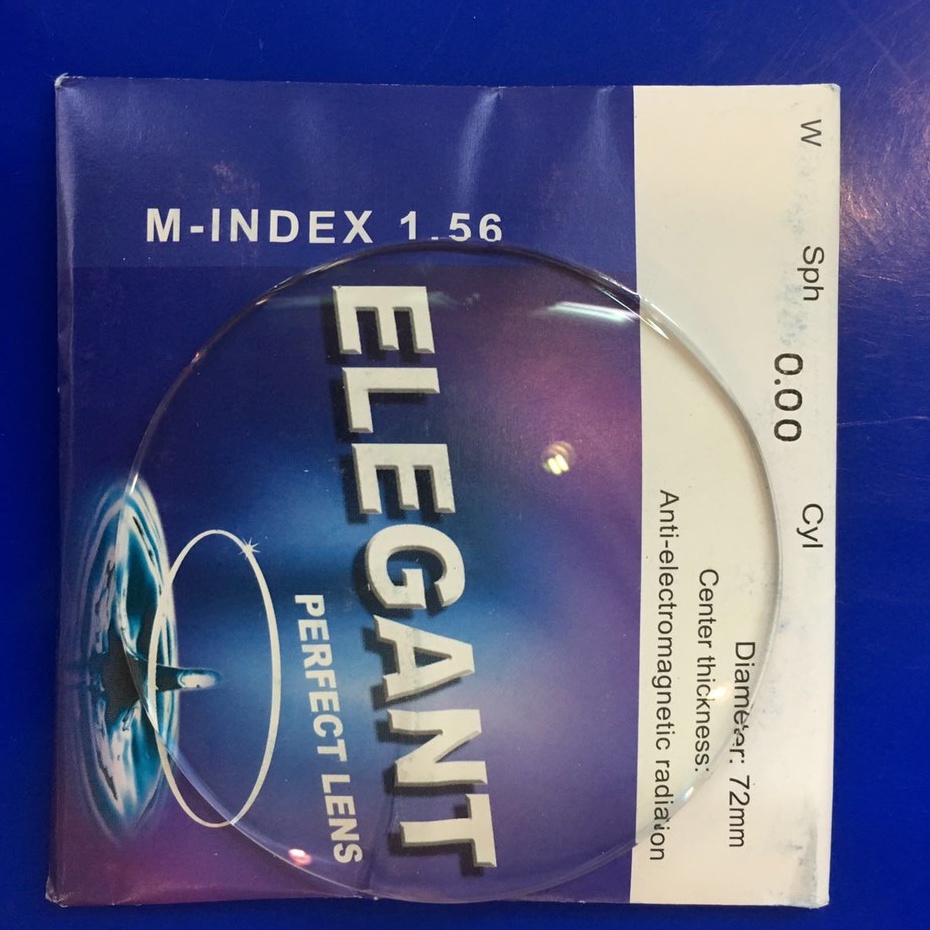 M-INDEX 1.56
ELEGANT
PERFECT LENS
W Sph 0.00 Cyl
Diameter: 72mm
Center thickness:
Anti-electromagnetic radiation